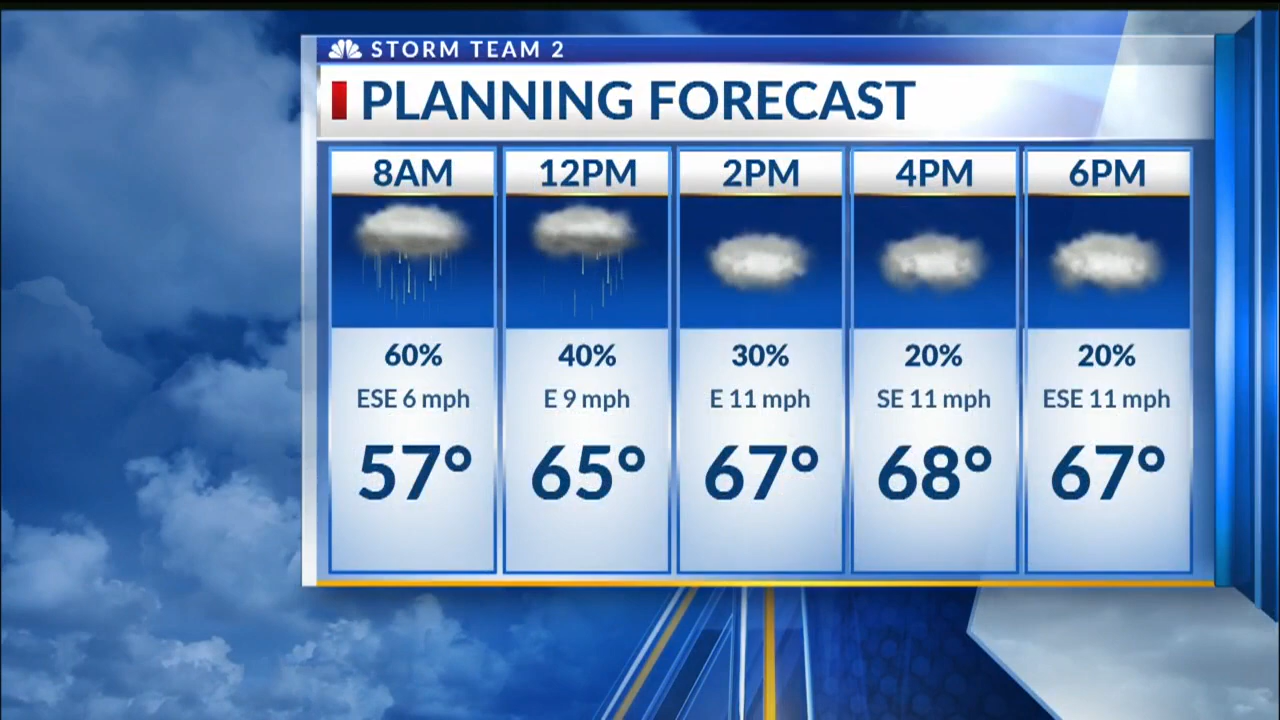 STORM TEAM 2
PLANNING FORECAST
8AM 12PM 2PM 4PM 6PM
60% 40% 30% 20% 20%
ESE 6 mph E 9 mph E 11 mph SE 11 mph ESE 11 mph
57° 65° 67° 68° 67°